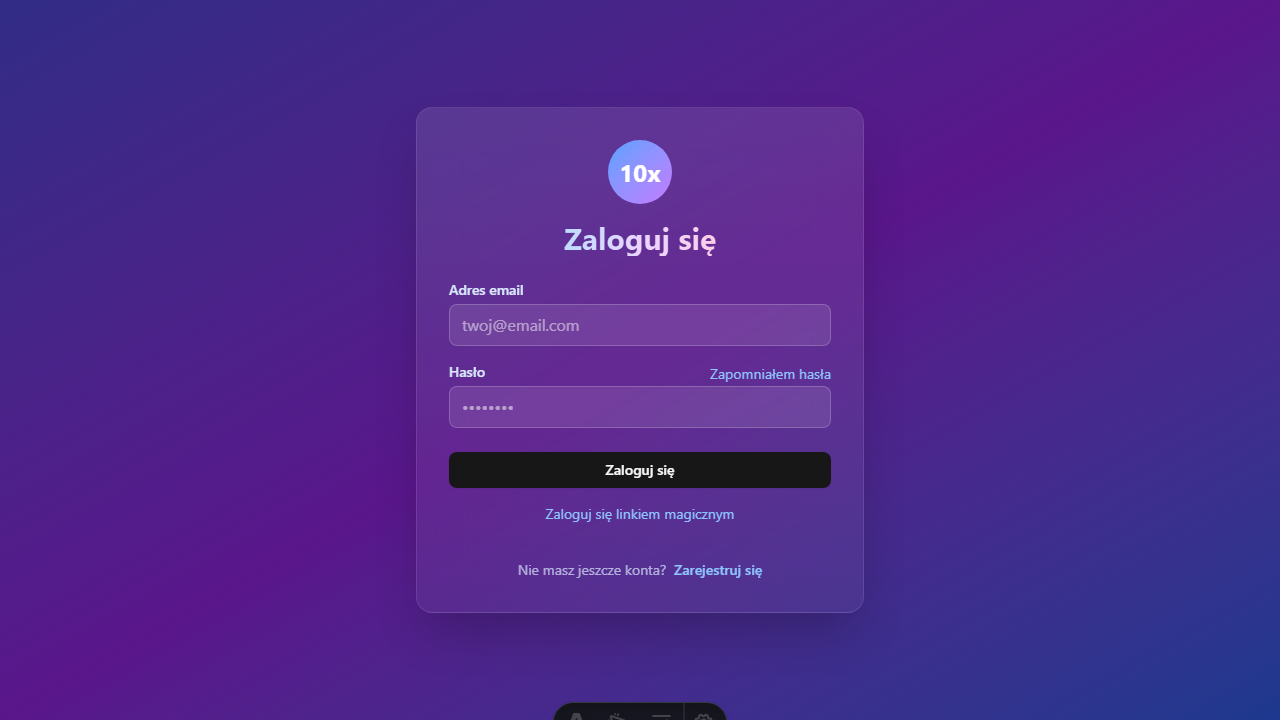 10x
Zaloguj się
Adres email
twoj@email.com
Hasło
Zapomniałem hasła
••••••••
Zaloguj się
Zaloguj się linkiem magicznym
Nie masz jeszcze konta? Zarejestruj się